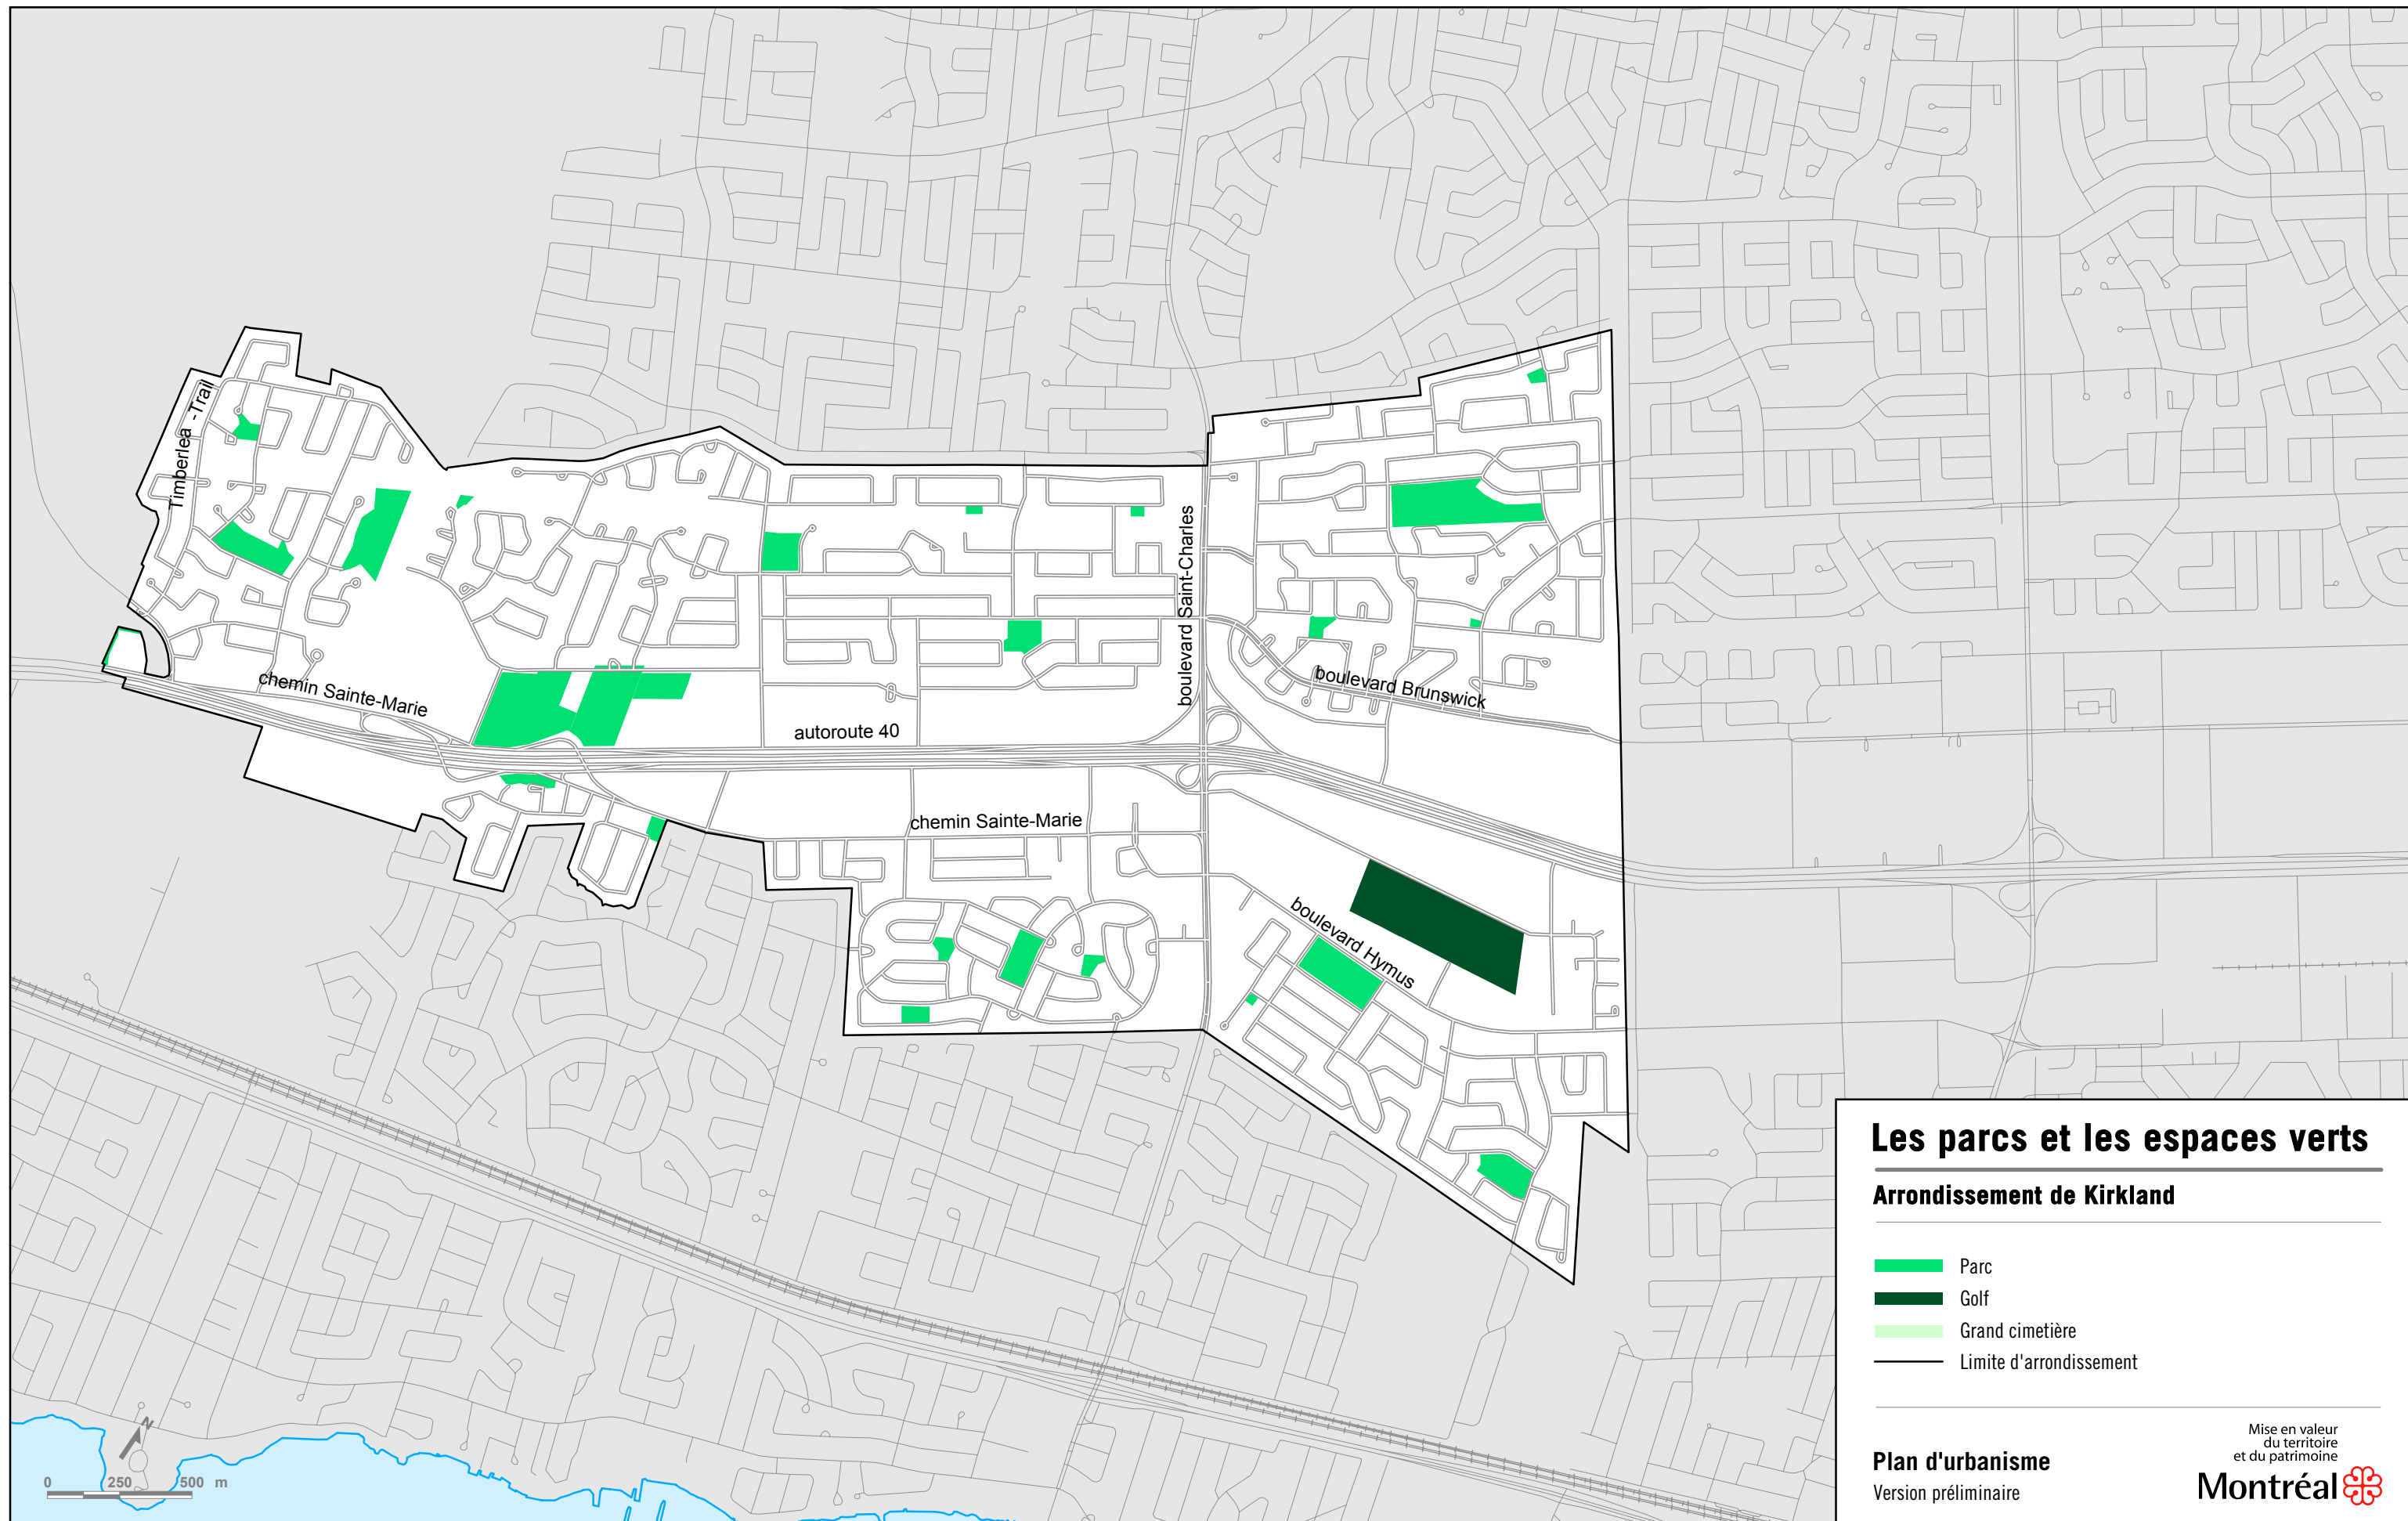 Timberlea -Trail
chemin Sainte-Marie
autoroute 40
boulevard Saint-Charles
boulevard Brunswick
chemin Sainte-Marie
boulevard Hymus
N
0 250 500 m
Les parcs et les espaces verts
Arrondissement de Kirkland
Parc
Golf
Grand cimetière
Limite d'arrondissement
Plan d'urbanisme
Version préliminaire
Mise en valeur
du territoire
et du patrimoine
Montréal